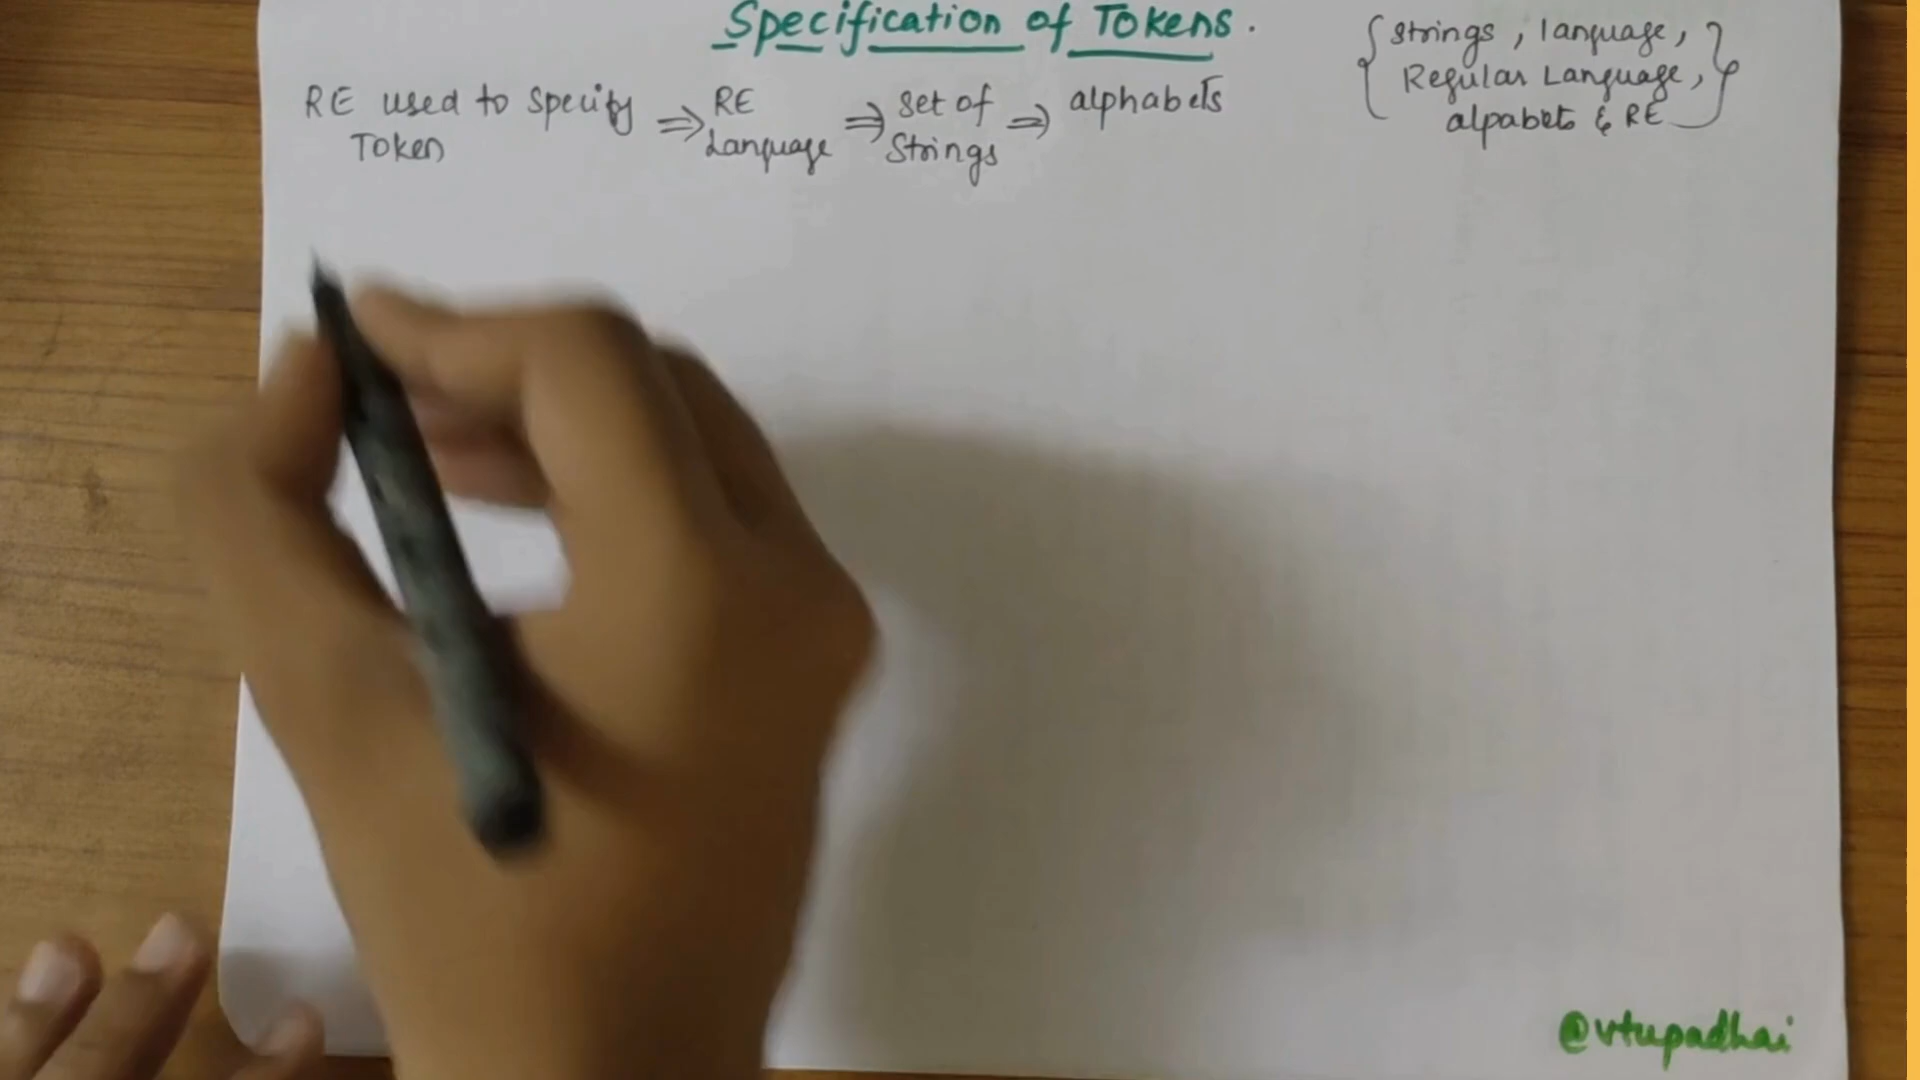 Specification of Tokens.
RE used to specify
Token
⇒ RE
Language
⇒ set of
Strings
⇒ alphabets
{ strings, language,
Regular Language,
alpabets & RE }
@vtupadhai